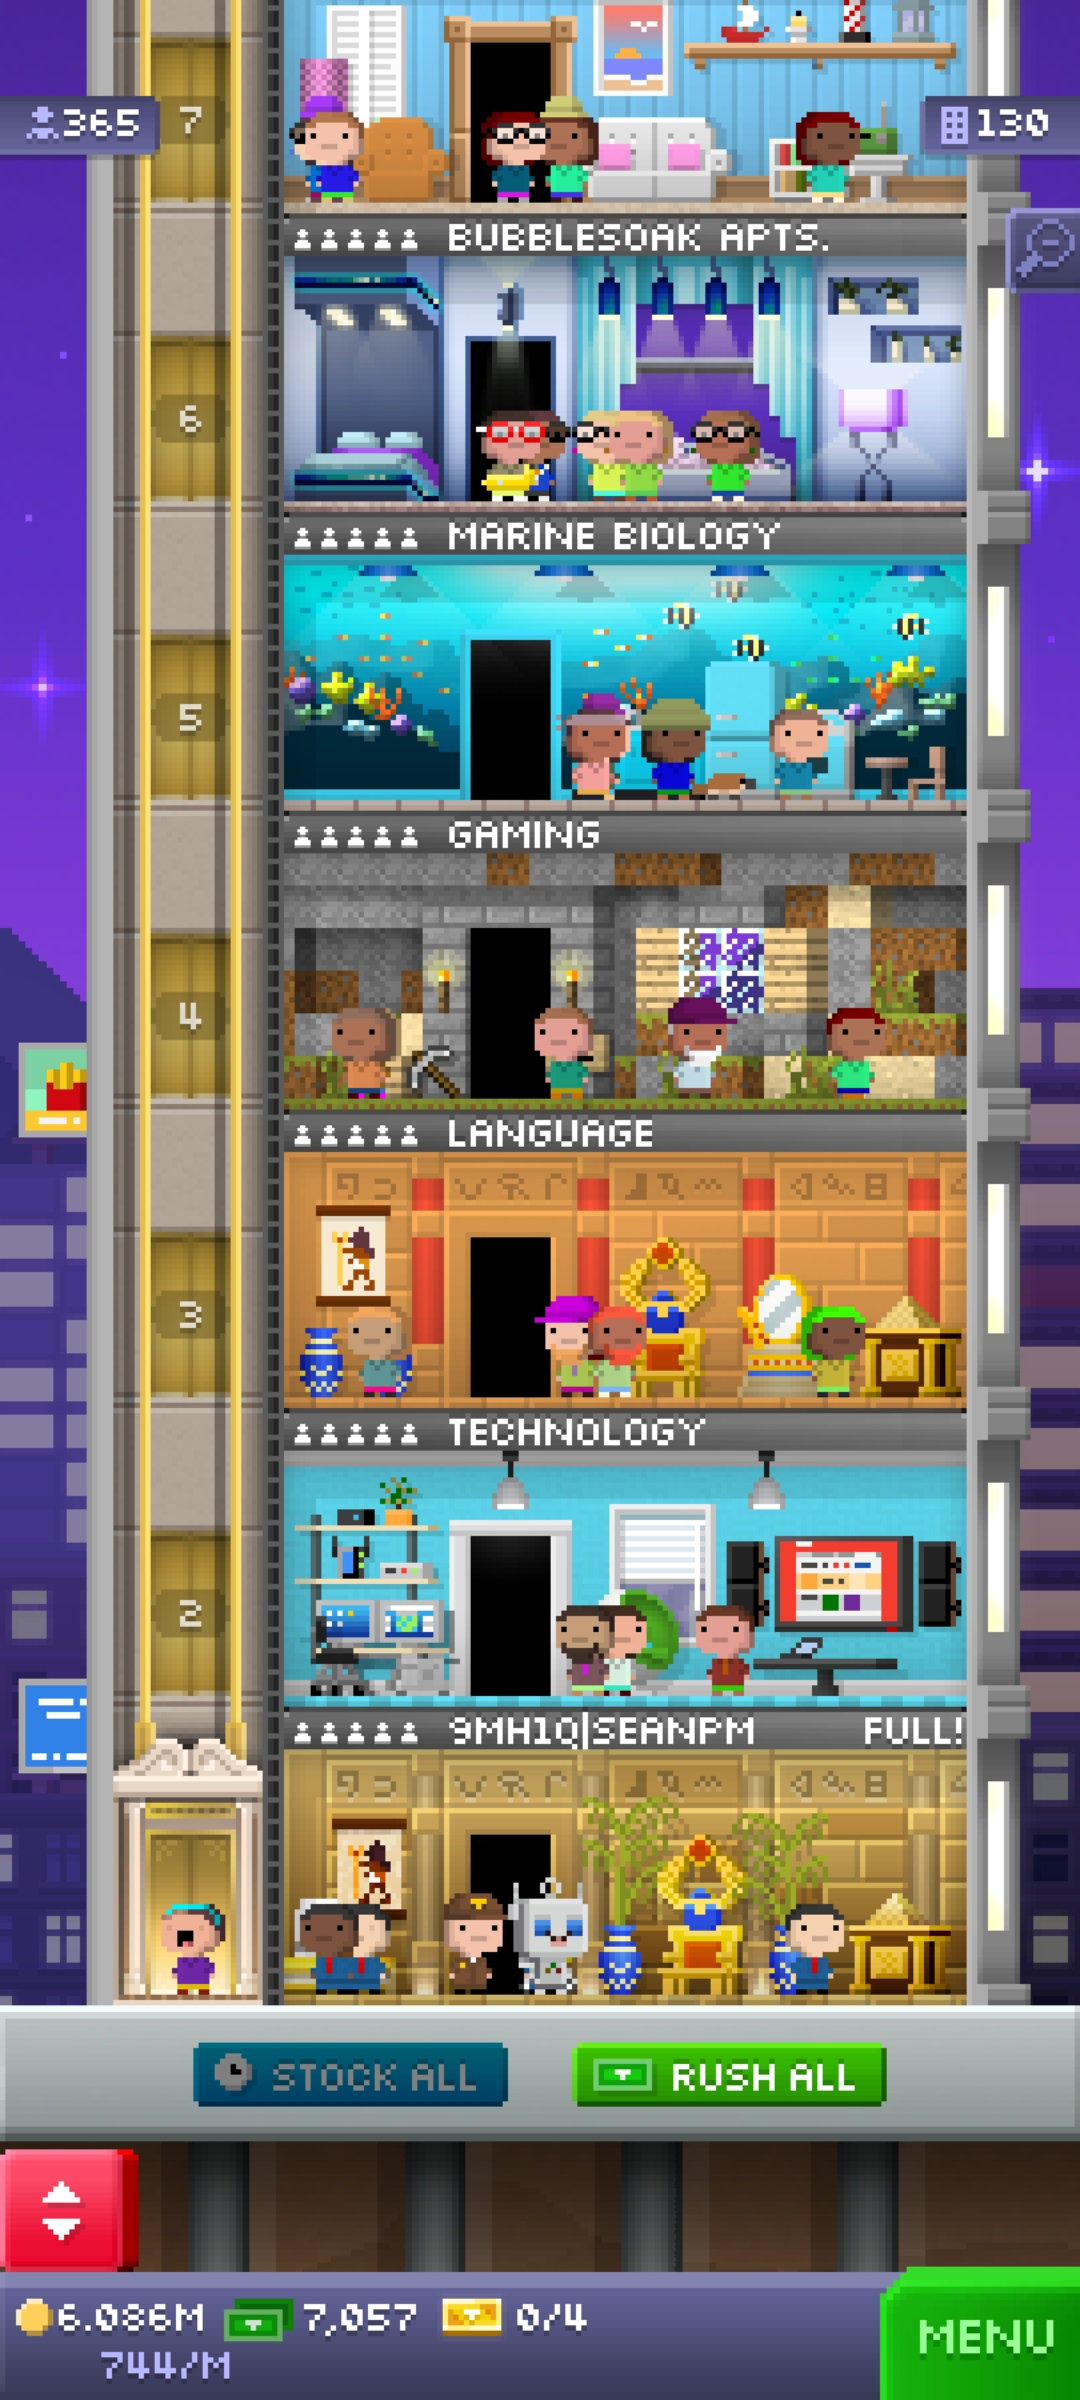 365
7
130
BUBBLESOAK APTS.
6
MARINE BIOLOGY
5
GAMING
4
LANGUAGE
3
TECHNOLOGY
2
9MH1Q|SEANPM FULL!
STOCK ALL
RUSH ALL
6.086M 7,057 0/4
744/M
MENU